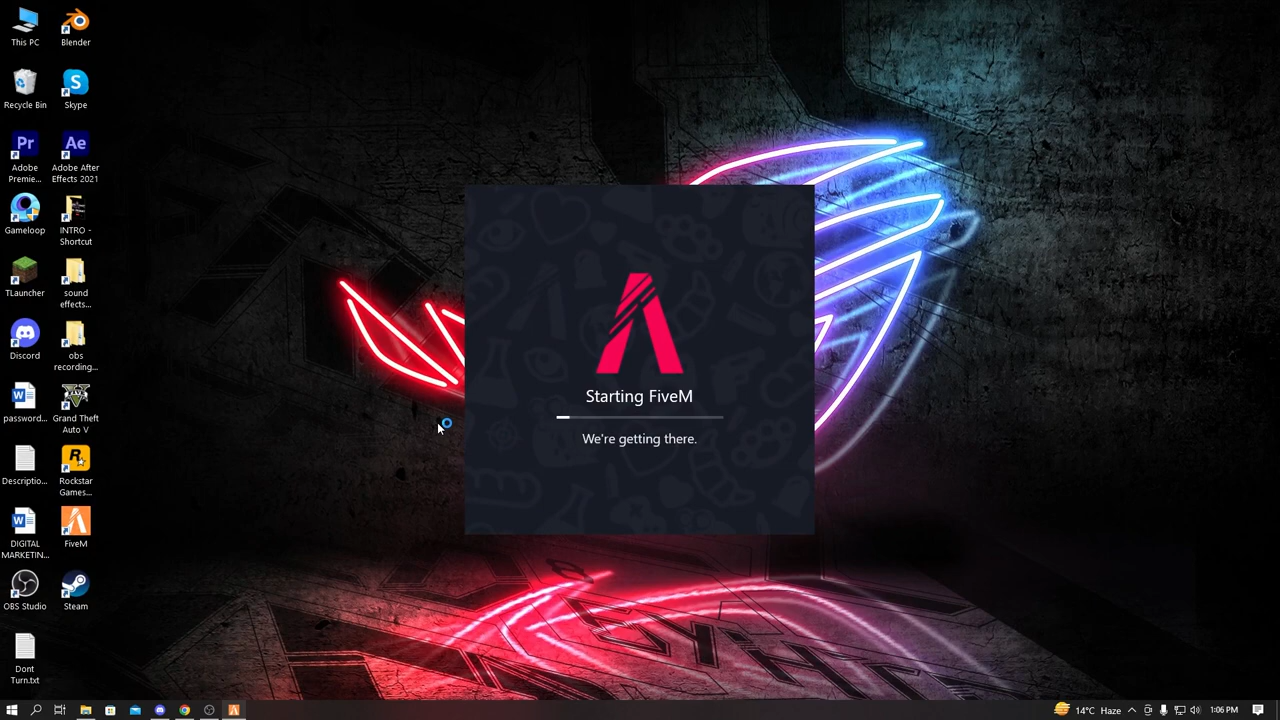 This PC
Blender
Recycle Bin
Skype
Pr
Adobe
Premie...
Ae
Adobe After
Effects 2021
Gameloop
INTRO -
Shortcut
TLauncher
sound
effects...
Discord
obs
recording...
password...
Grand Theft
Auto V
Descriptio...
Rockstar
Games...
DIGITAL
MARKETIN...
FiveM
OBS Studio
Steam
Dont
Turn.txt
Starting FiveM
We're getting there.
14°C Haze
1:06 PM